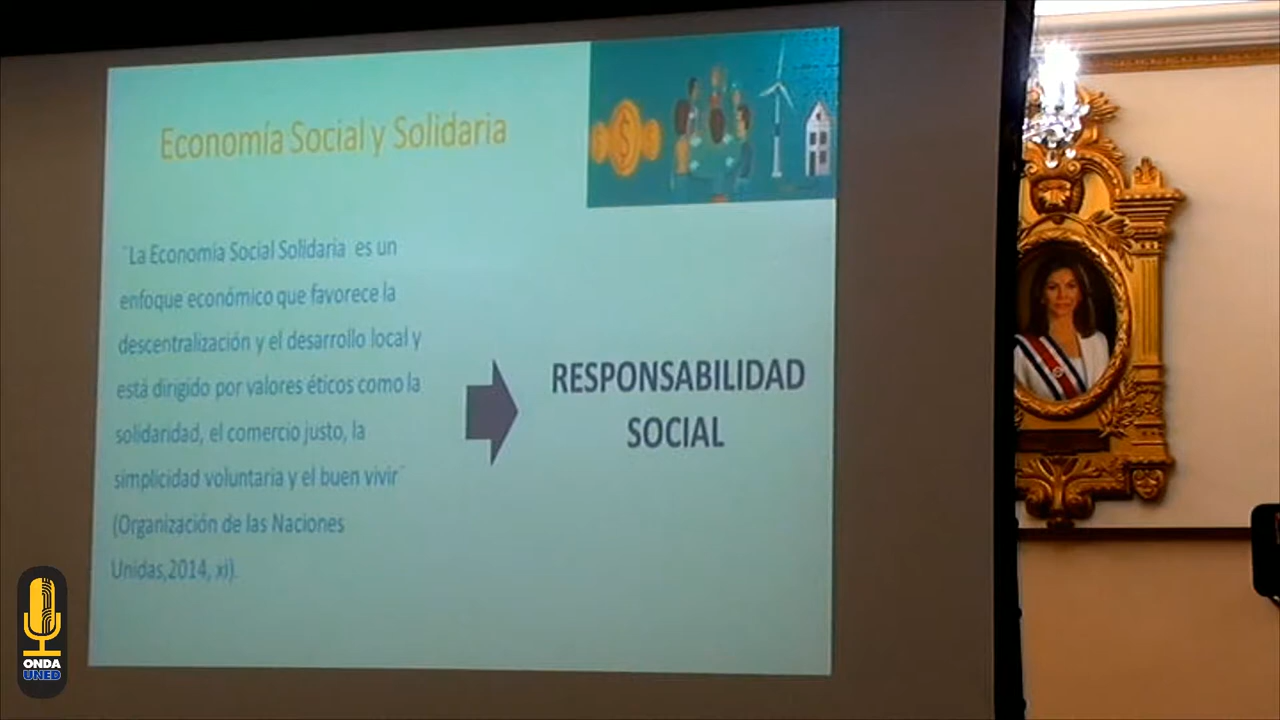 Economía Social y Solidaria
¨La Economía Social Solidaria es un
enfoque económico que favorece la
descentralización y el desarrollo local y
está dirigido por valores éticos como la
solidaridad, el comercio justo, la
simplicidad voluntaria y el buen vivir¨
(Organización de las Naciones
Unidas,2014, xi).
RESPONSABILIDAD
SOCIAL
ONDA
UNED